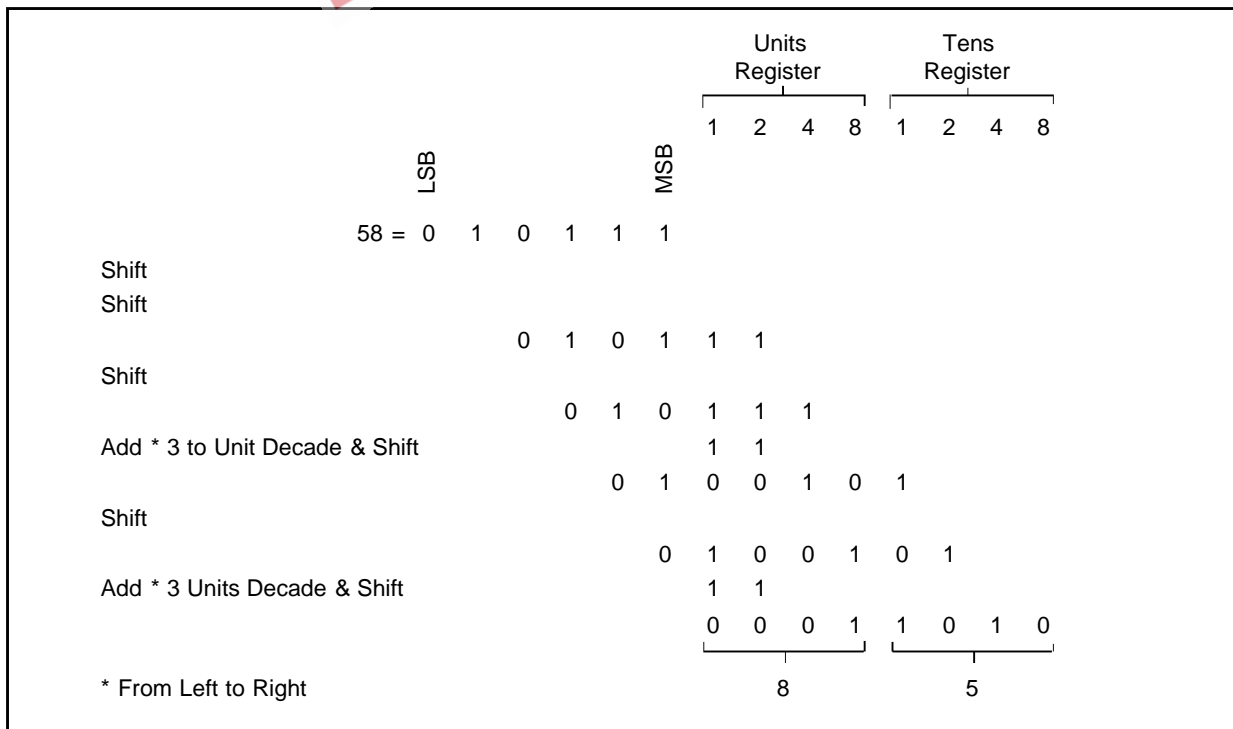 Units Tens
Register Register
1 2 4 8 1 2 4 8
LSB MSB
58 = 0 1 0 1 1 1
Shift
Shift
0 1 0 1 1 1
Shift
0 1 0 1 1 1
Add * 3 to Unit Decade & Shift 1 1
0 1 0 0 1 0 1
Shift
0 1 0 0 1 0 1
Add * 3 Units Decade & Shift 1 1
0 0 0 1 1 0 1 0
* From Left to Right 8 5